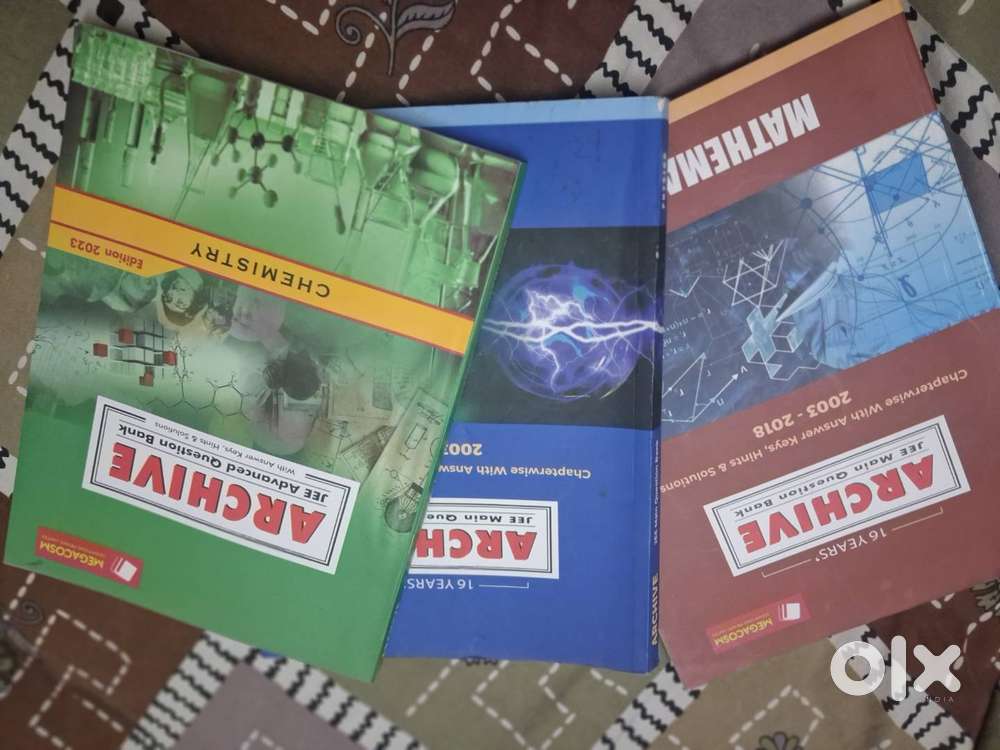 MEGACOSM
ARCHIVE
JEE Advanced Question Bank
With Answer Keys, Hints & Solutions
CHEMISTRY
Edition 2023
16 YEARS'
ARCH
JEE Main
Chapterwise With
ARCHIVE
MEGACOSM
16 YEARS'
ARCHIVE
JEE Main Question Bank
Chapterwise With Answer Keys, Hints & Solutions
2003 - 2018
MATHEMA
olx
INDIA